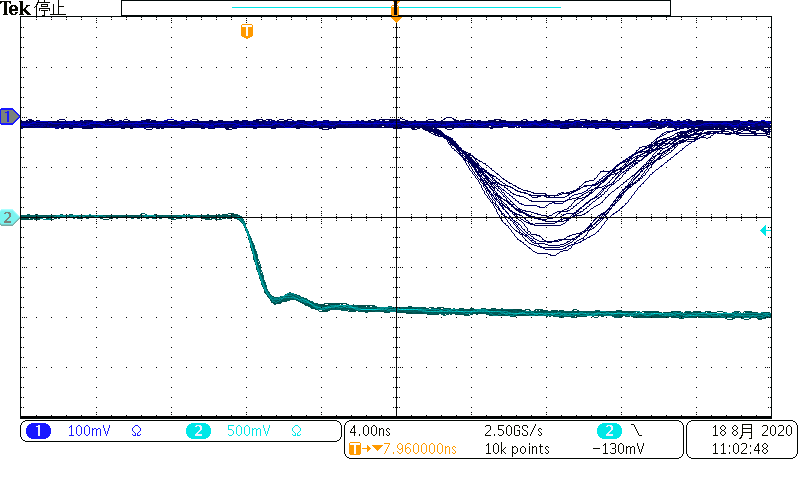 Tek 停止
T
1
2
1 100mV Ω 2 500mV Ω
4.00ns 2.50GS/s 2
T→▼7.960000ns 10k points −130mV
18 8月 2020
11:02:48